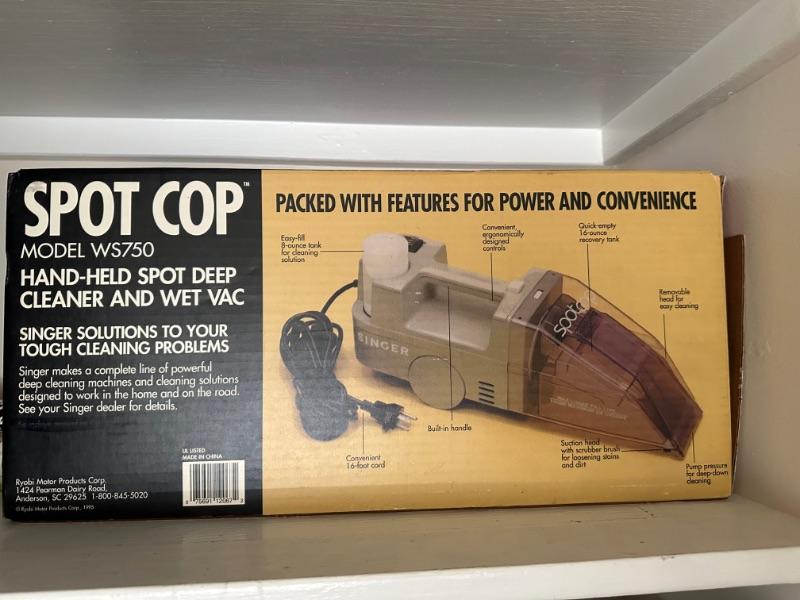 SPOT COP™
MODEL WS750
HAND-HELD SPOT DEEP
CLEANER AND WET VAC
SINGER SOLUTIONS TO YOUR
TOUGH CLEANING PROBLEMS
Singer makes a complete line of powerful
deep cleaning machines and cleaning solutions
designed to work in the home and on the road.
See your Singer dealer for details.
Ryobi Motor Products Corp.
1424 Pearman Dairy Road,
Anderson, SC 29625 1-800-845-5020
© Ryobi Motor Products Corp., 1995
UL LISTED
MADE IN CHINA
PACKED WITH FEATURES FOR POWER AND CONVENIENCE
Easy-fill
8-ounce tank
for cleaning
solution
Convenient,
ergonomically
designed
controls
Quick-empty
16-ounce
recovery tank
Removable
head for
easy cleaning
SINGER
spot
Built-in handle
Convenient
16-foot cord
Suction head
with scrubber brush
for loosening stains
and dirt
Pump pressure
for deep-down
cleaning